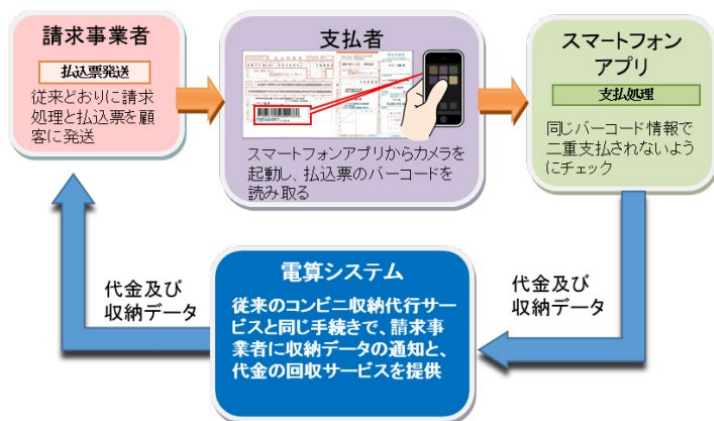 請求事業者
払込票発送
従来どおりに請求
処理と払込票を顧
客に発送
支払者
スマートフォンアプリからカメラを
起動し、払込票のバーコードを
読み取る
スマートフォン
アプリ
支払処理
同じバーコード情報で
二重支払されないよう
にチェック
代金及び
収納データ
電算システム
従来のコンビニ収納代行サー
ビスと同じ手続きで、請求事
業者に収納データの通知と、
代金の回収サービスを提供
代金及び
収納データ